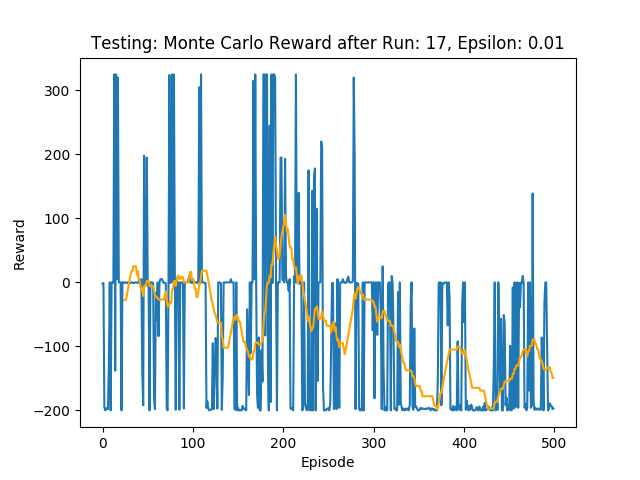 Testing: Monte Carlo Reward after Run: 17, Epsilon: 0.01
300
200
100
0
−100
−200
Reward
0 100 200 300 400 500
Episode